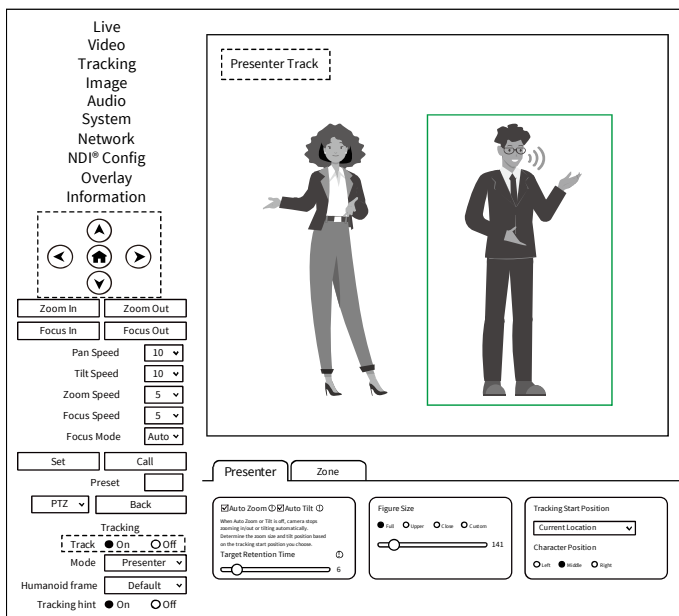 Live
Video
Tracking
Image
Audio
System
Network
NDI® Config
Overlay
Information
Zoom In Zoom Out
Focus In Focus Out
Pan Speed 10
Tilt Speed 10
Zoom Speed 5
Focus Speed 5
Focus Mode Auto
Set Call
Preset
PTZ Back
Tracking
Track On Off
Mode Presenter
Humanoid frame Default
Tracking hint On Off
Presenter Track
Presenter Zone
Auto Zoom Auto Tilt
When Auto Zoom or Tilt is off, camera stops
zooming in/out or tilting automatically.
Determine the zoom size and tilt position based
on the tracking start position you choose.
Target Retention Time
6
Figure Size
Full Upper Close Custom
141
Tracking Start Position
Current Location
Character Position
Left Middle Right